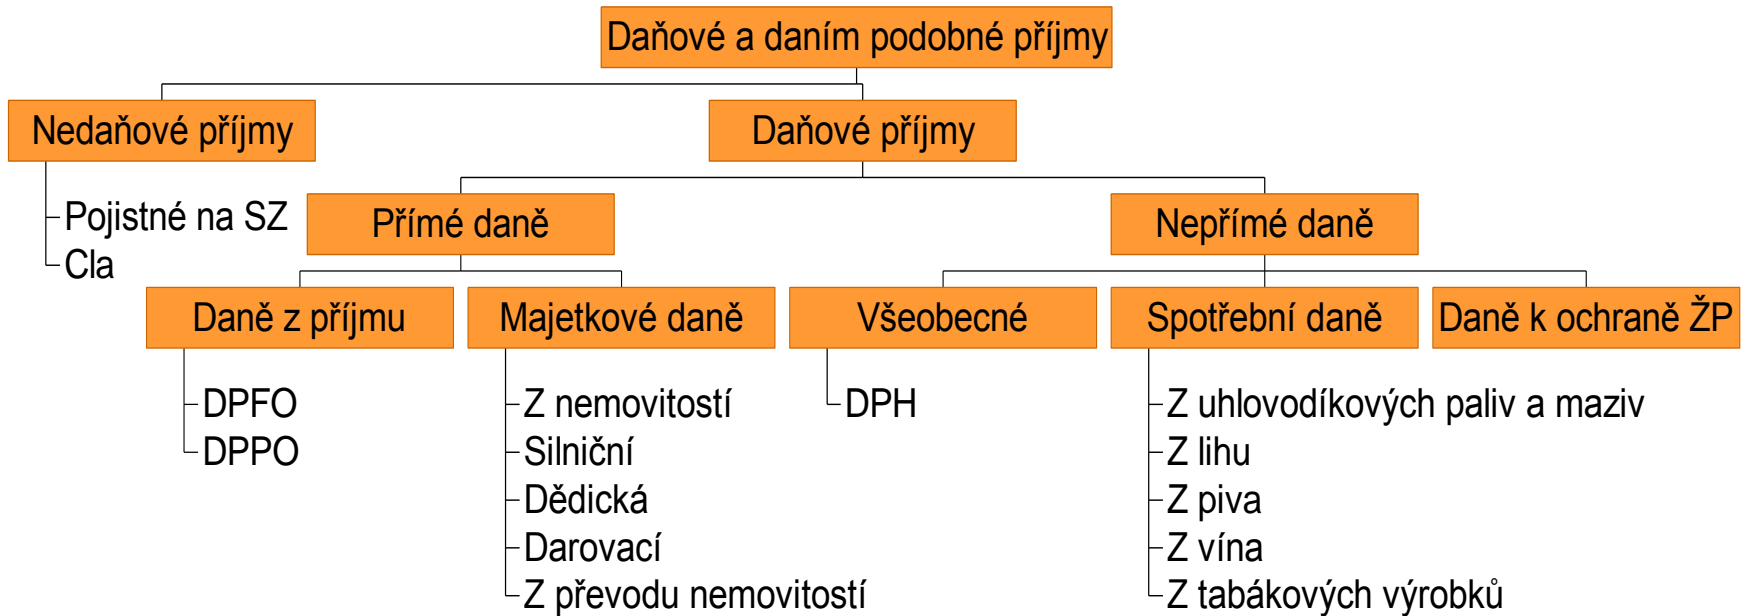 Daňové a daním podobné příjmy
Nedaňové příjmy
Daňové příjmy
Pojistné na SZ
Cla
Přímé daně
Nepřímé daně
Daně z příjmu
Majetkové daně
Všeobecné
Spotřební daně
Daně k ochraně ŽP
DPFO
DPPO
Z nemovitostí
Silniční
Dědická
Darovací
Z převodu nemovitostí
DPH
Z uhlovodíkových paliv a maziv
Z lihu
Z piva
Z vína
Z tabákových výrobků